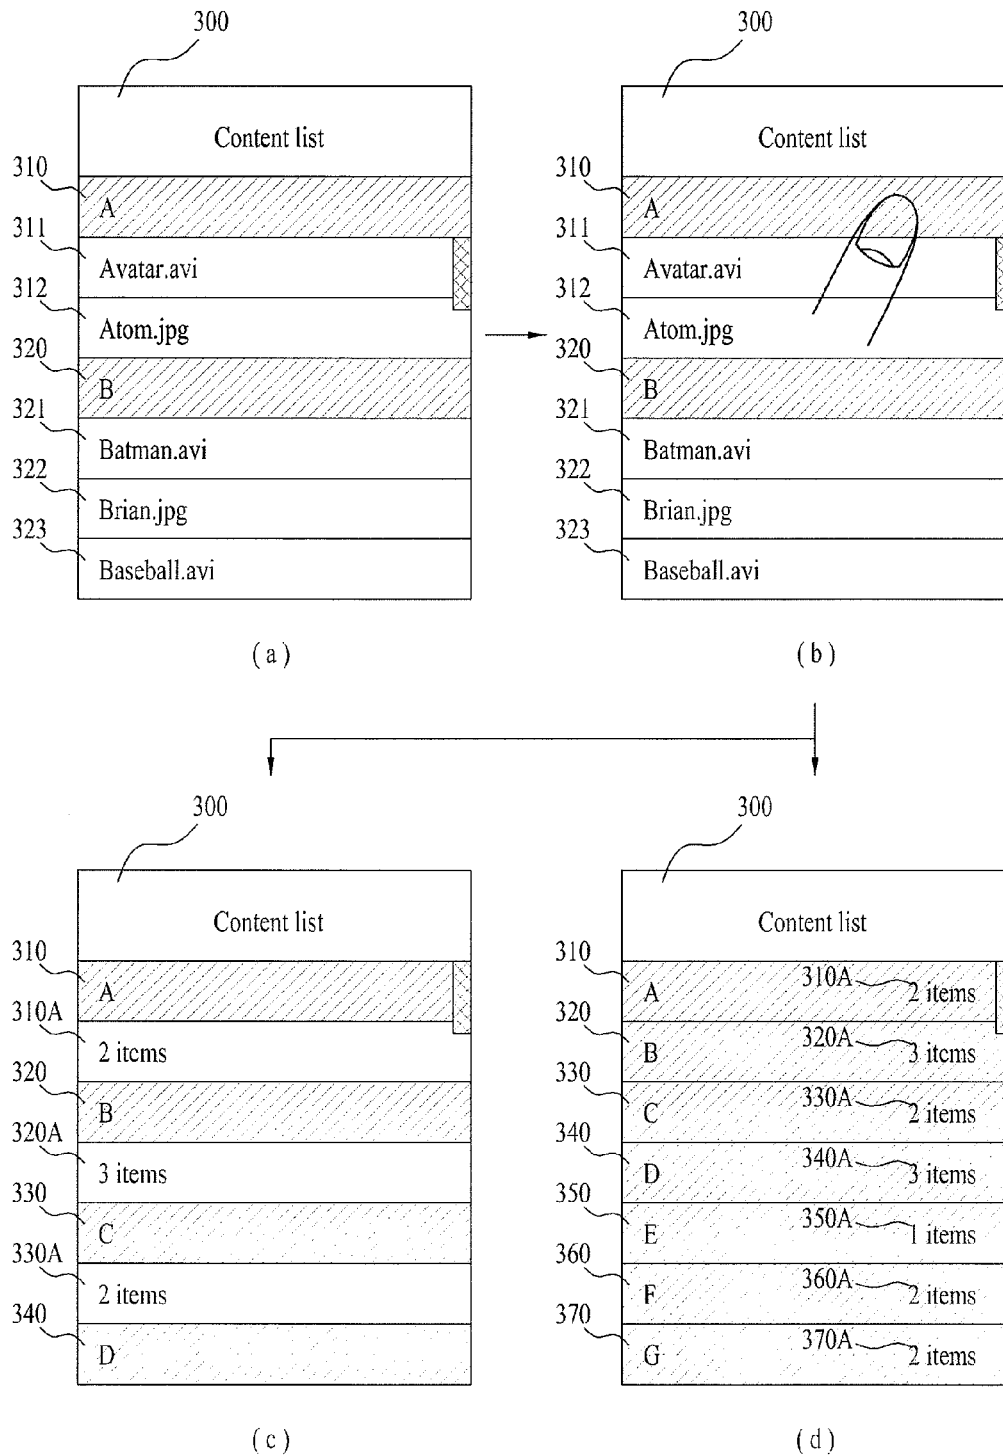 300
Content list
310
A
311
Avatar.avi
312
Atom.jpg
320
B
321
Batman.avi
322
Brian.jpg
323
Baseball.avi
(a)
300
Content list
310
A
311
Avatar.avi
312
Atom.jpg
320
B
321
Batman.avi
322
Brian.jpg
323
Baseball.avi
(b)
300
Content list
310
A
310A
2 items
320
B
320A
3 items
330
C
330A
2 items
340
D
(c)
300
Content list
310
A 310A 2 items
320
B 320A 3 items
330
C 330A 2 items
340
D 340A 3 items
350
E 350A 1 items
360
F 360A 2 items
370
G 370A 2 items
(d)